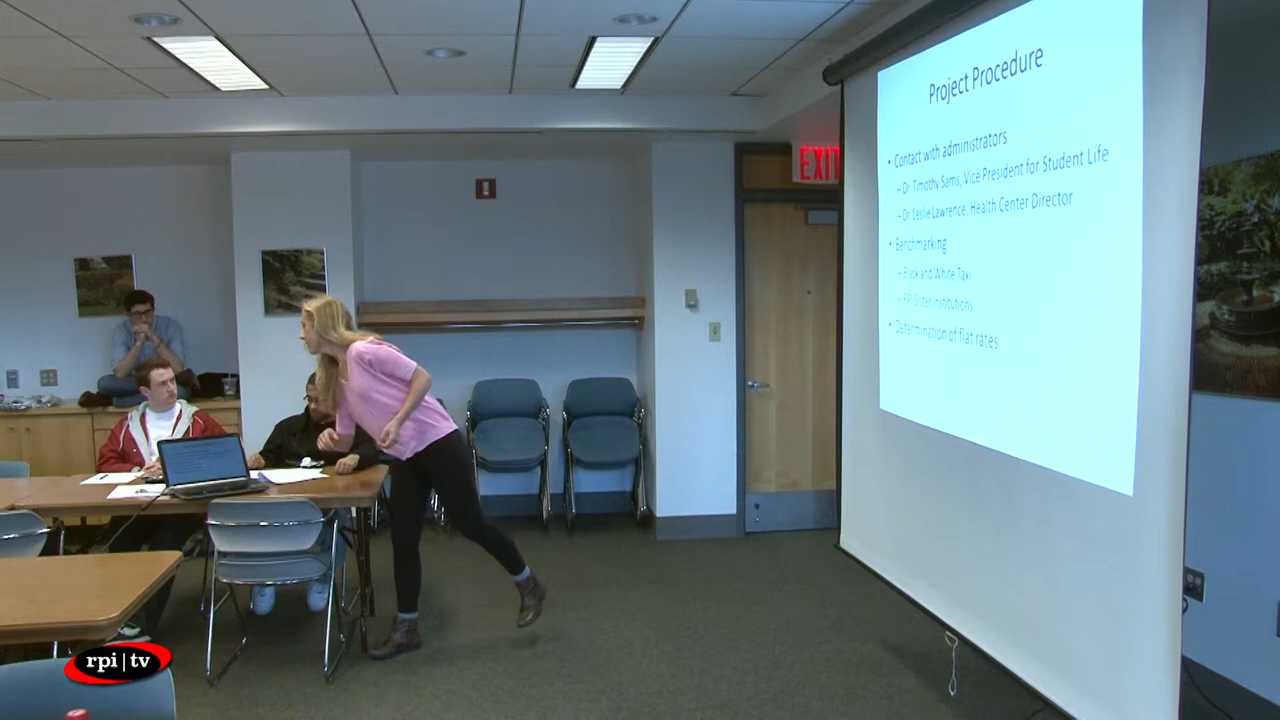 Project Procedure
EXIT
• Contact with administrators
– Dr. Timothy Sams, Vice President for Student Life
– Dr Leslie Lawrence, Health Center Director
• Benchmarking
– Black and White Taxi
– RPI Sister Institutions
• Determination of flat rates
rpi|tv